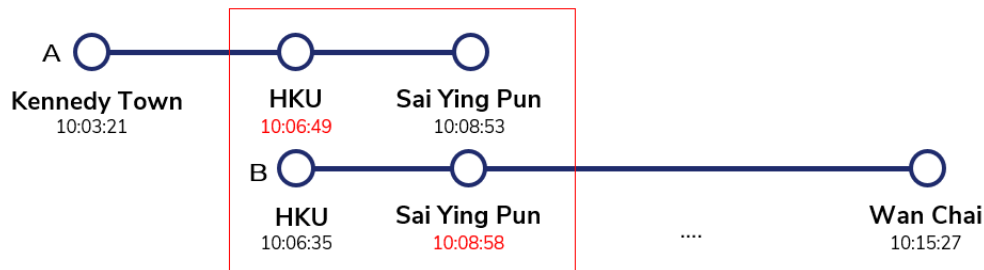 A
Kennedy Town HKU Sai Ying Pun
10:03:21 10:06:49 10:08:53
B
HKU Sai Ying Pun .... Wan Chai
10:06:35 10:08:58 10:15:27